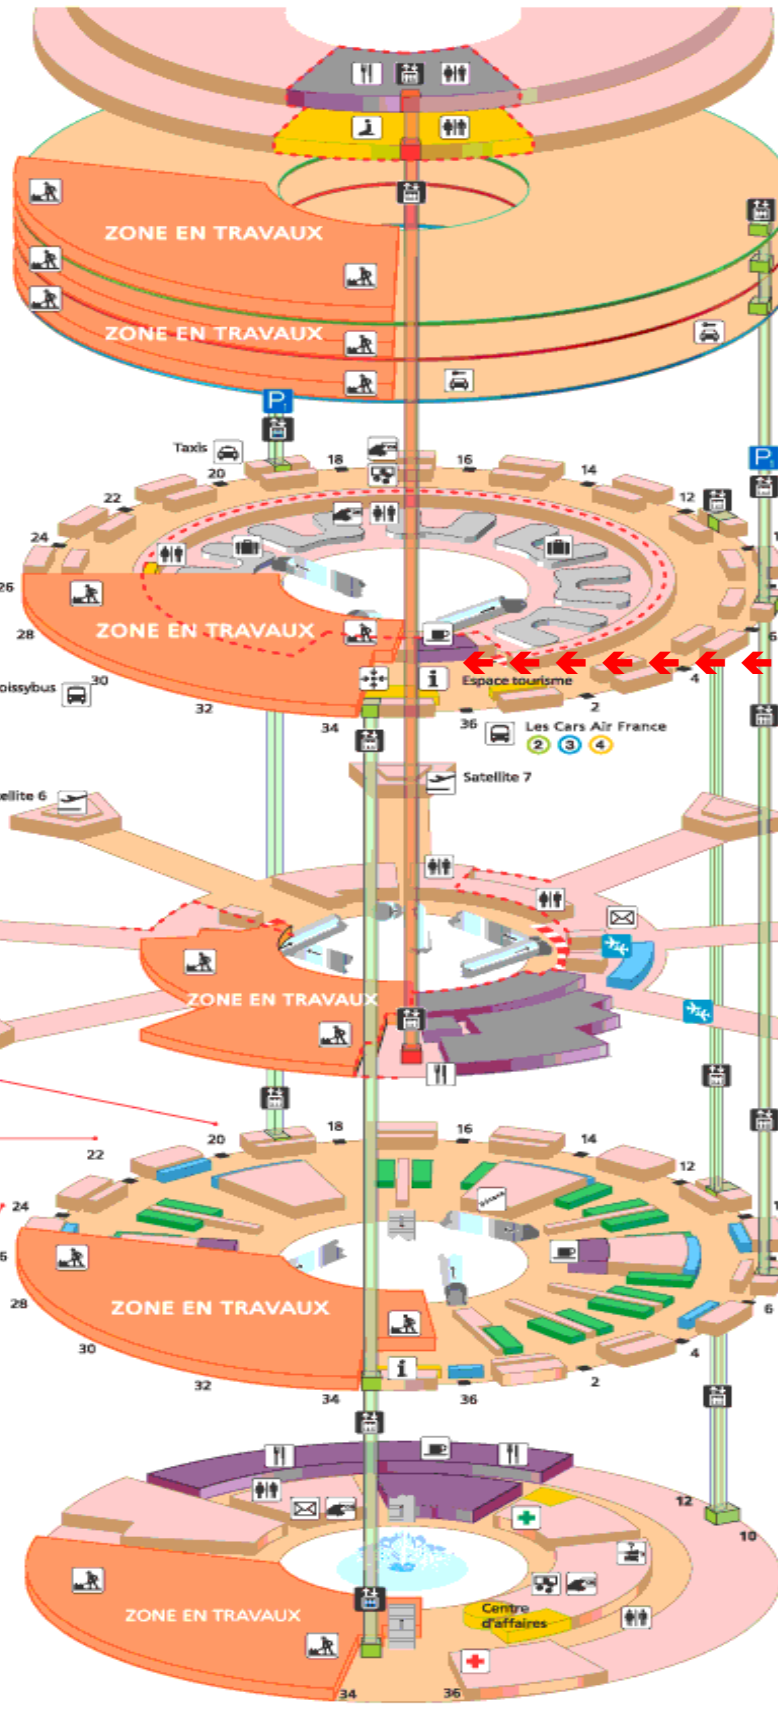 ZONE EN TRAVAUX
ZONE EN TRAVAUX
P1
Taxis
18
16
20
14
22
12
24
P
26
28
ZONE EN TRAVAUX
6
oissybus
30
Espace tourisme
4
32
2
34
36
Les Cars Air France
2 3 4
Satellite 7
ellite 6
ZONE EN TRAVAUX
18
16
20
14
22
12
24
28
ZONE EN TRAVAUX
6
30
4
32
2
34
36
12
10
ZONE EN TRAVAUX
Centre
d'affaires
34
36